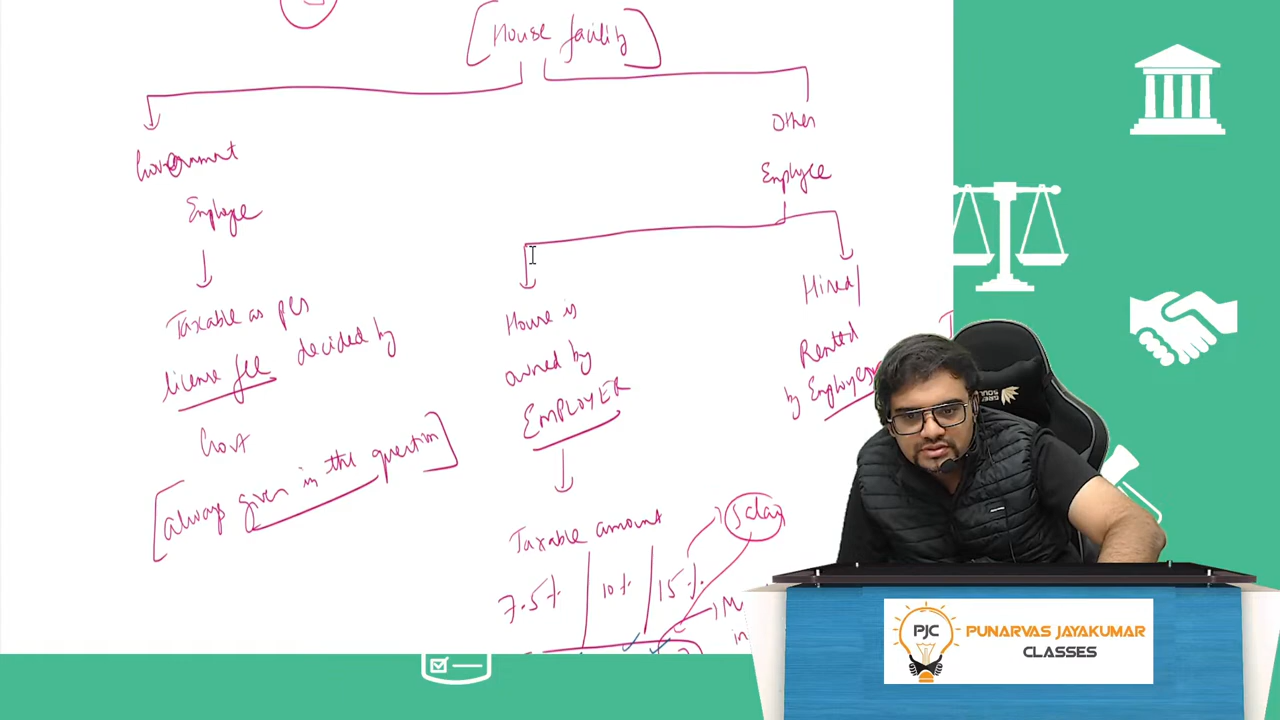 [House facility]
Government
Employee
Taxable as per
license fee decided by
Govt
[always given in the question]
Other
Employee
House is
owned by
EMPLOYER
Hired/
Rented
by Employer
Taxable amount
7.5%
10%
15%
Salary
in
PJC
PUNARVAS JAYAKUMAR
CLASSES